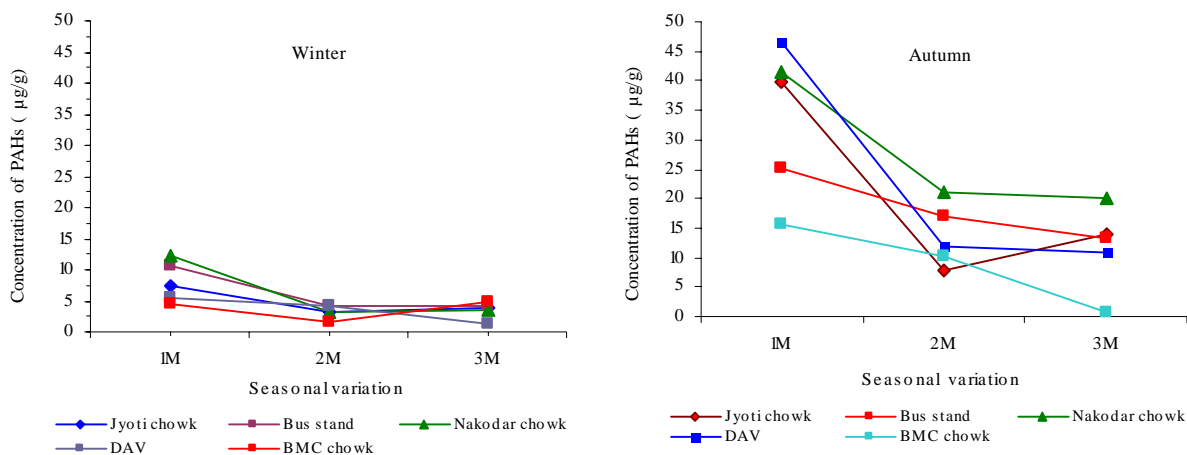 Winter
Concentration of PAHs ( µg/g)
50
45
40
35
30
25
20
15
10
5
0
1M 2M 3M
Seasonal variation
Jyoti chowk Bus stand Nakodar chowk
DAV BMC chowk
Autumn
Concentration of PAHs ( µg/g)
50
45
40
35
30
25
20
15
10
5
0
1M 2M 3M
Seasonal variation
Jyoti chowk Bus stand Nakodar chowk
DAV BMC chowk